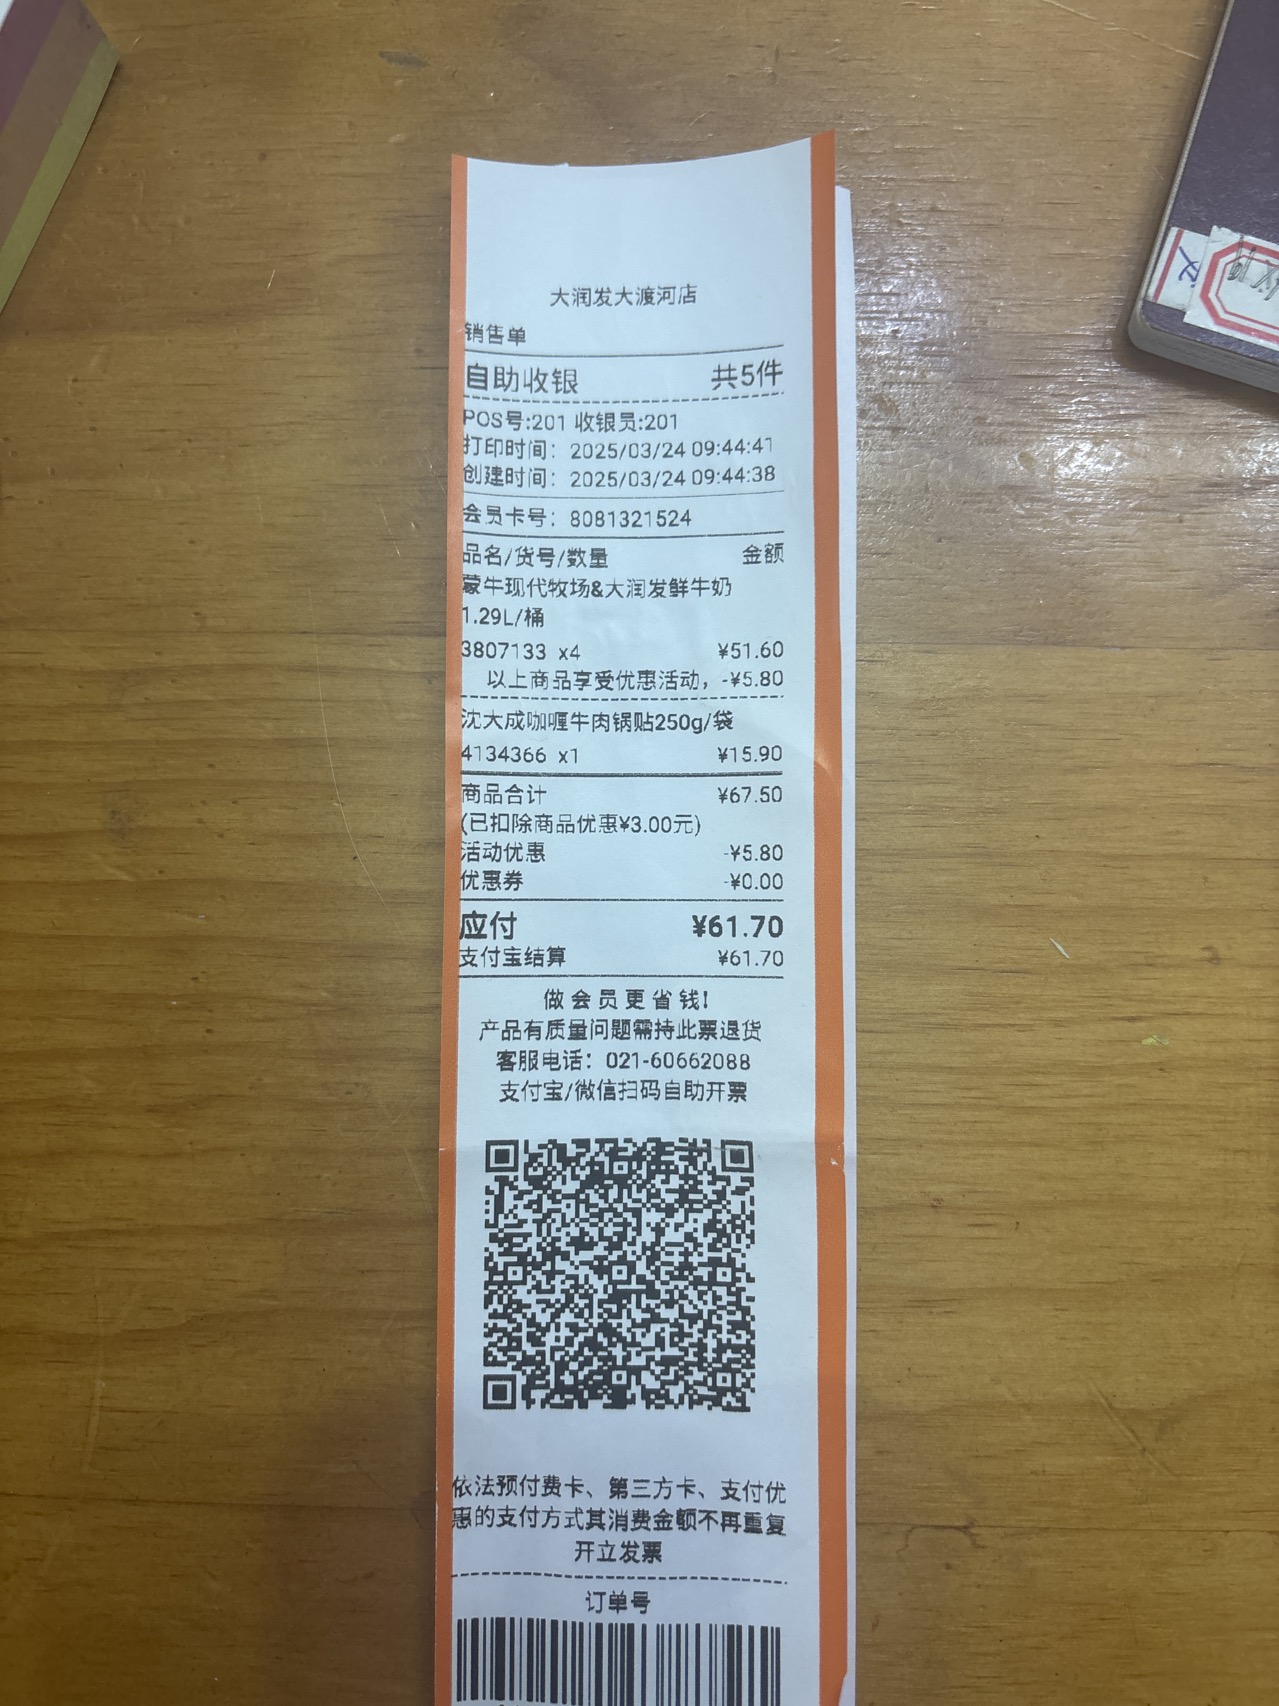 大润发大渡河店
销售单
自助收银 共5件
POS号:201 收银员:201
打印时间: 2025/03/24 09:44:41
创建时间: 2025/03/24 09:44:38
会员卡号: 8081321524
品名/货号/数量 金额
蒙牛现代牧场&大润发鲜牛奶
1.29L/桶
3807133 x4 ¥51.60
以上商品享受优惠活动, -¥5.80
沈大成咖喱牛肉锅贴250g/袋
4134366 x1 ¥15.90
商品合计 ¥67.50
(已扣除商品优惠¥3.00元)
活动优惠 -¥5.80
优惠券 -¥0.00
应付 ¥61.70
支付宝结算 ¥61.70
做会员更省钱!
产品有质量问题需持此票退货
客服电话: 021-60662088
支付宝/微信扫码自助开票
依法预付费卡、第三方卡、支付优
惠的支付方式其消费金额不再重复
开立发票
订单号